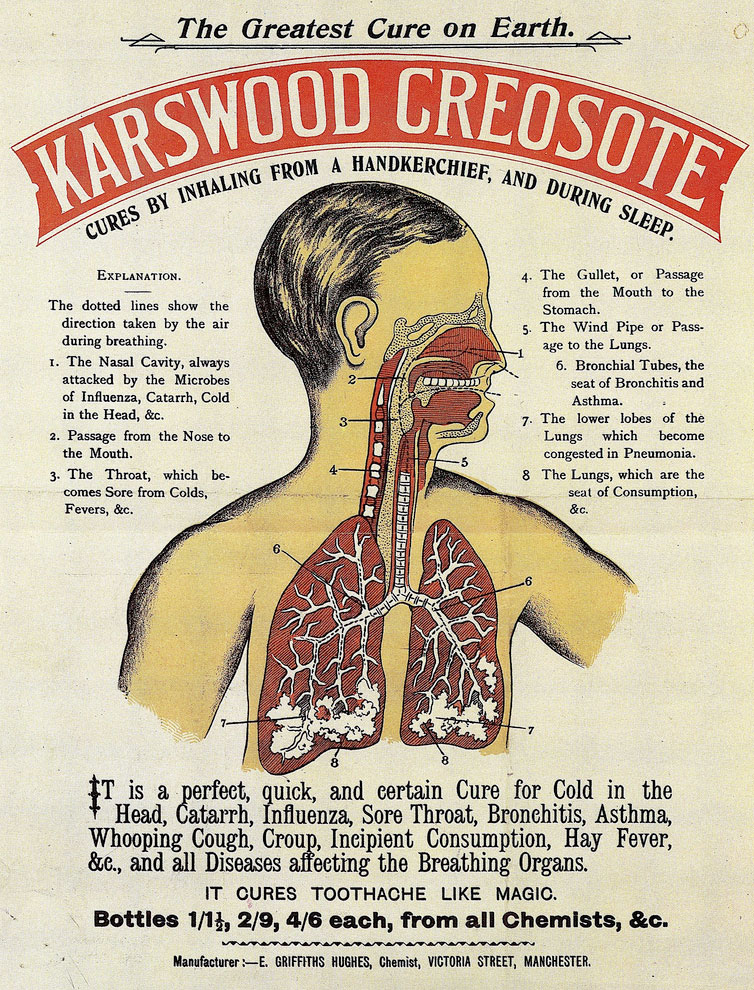 The Greatest Cure on Earth.
KARSWOOD CREOSOTE
CURES BY INHALING FROM A HANDKERCHIEF, AND DURING SLEEP.
EXPLANATION.
The dotted lines show the
direction taken by the air
during breathing.
1. The Nasal Cavity, always
attacked by the Microbes
of Influenza, Catarrh, Cold
in the Head, &c.
2. Passage from the Nose to
the Mouth.
3. The Throat, which be-
comes Sore from Colds,
Fevers, &c.
4. The Gullet, or Passage
from the Mouth to the
Stomach.
5. The Wind Pipe or Pass-
age to the Lungs.
6. Bronchial Tubes, the
seat of Bronchitis and
Asthma.
7. The lower lobes of the
Lungs which become
congested in Pneumonia.
8 The Lungs, which are the
seat of Consumption,
&c.
1
2
3
4
5
6
6
7
7
8
8
IT is a perfect, quick, and certain Cure for Cold in the
Head, Catarrh, Influenza, Sore Throat, Bronchitis, Asthma,
Whooping Cough, Croup, Incipient Consumption, Hay Fever,
&c., and all Diseases affecting the Breathing Organs.
IT CURES TOOTHACHE LIKE MAGIC.
Bottles 1/1½, 2/9, 4/6 each, from all Chemists, &c.
Manufacturer:—E. GRIFFITHS HUGHES, Chemist, VICTORIA STREET, MANCHESTER.